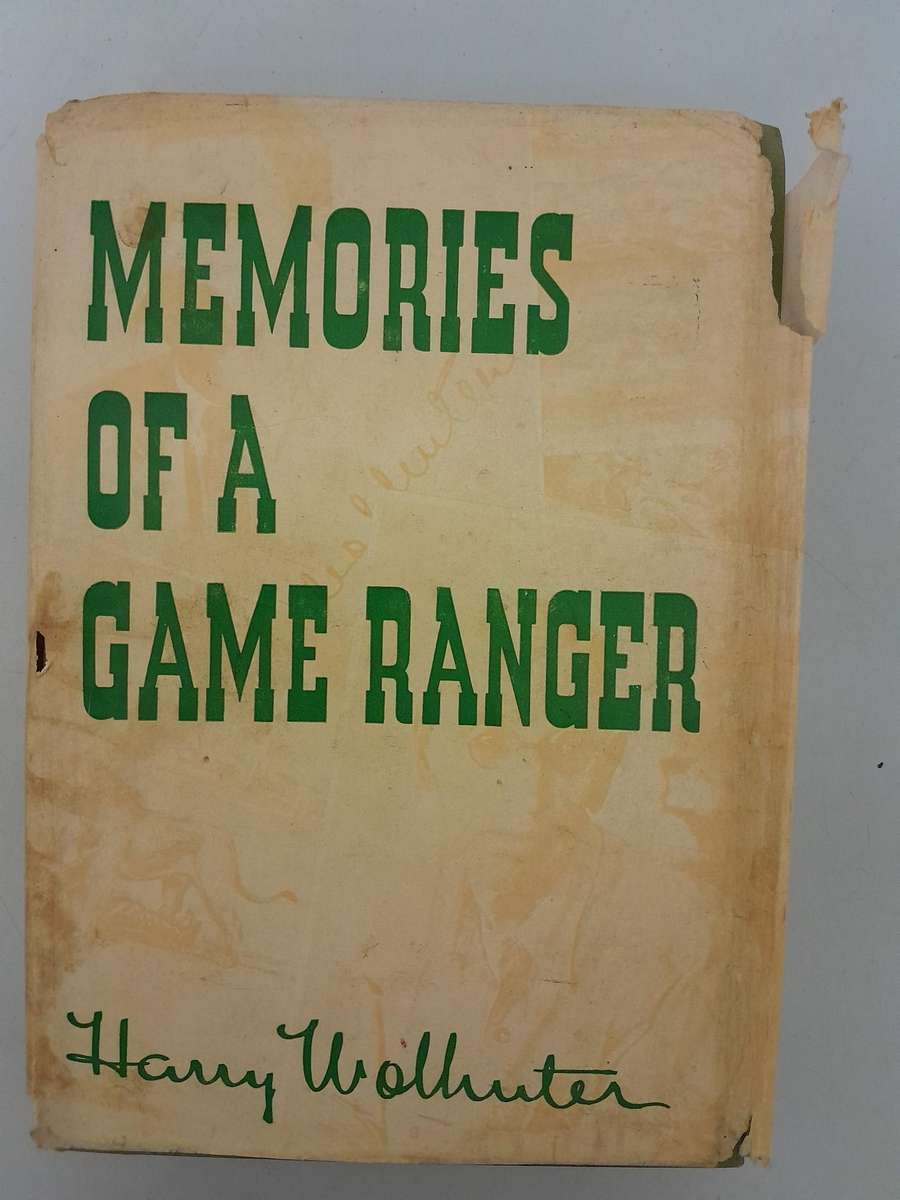 MEMORIES
OF A
GAME RANGER
Harry Wolhuter